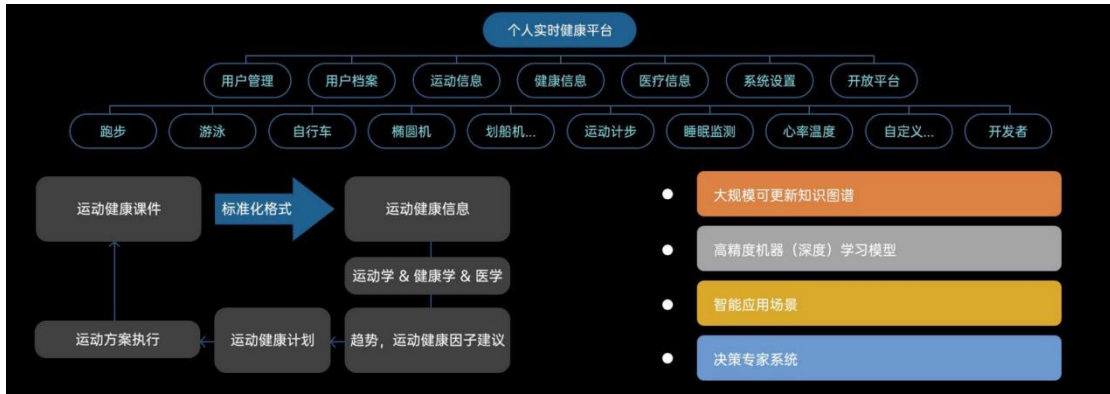 个人实时健康平台
用户管理
用户档案
运动信息
健康信息
医疗信息
系统设置
开放平台
跑步
游泳
自行车
椭圆机
划船机...
运动计步
睡眠监测
心率温度
自定义...
开发者
运动健康课件
标准化格式
运动健康信息
运动学 & 健康学 & 医学
趋势，运动健康因子建议
运动健康计划
运动方案执行
大规模可更新知识图谱
高精度机器（深度）学习模型
智能应用场景
决策专家系统